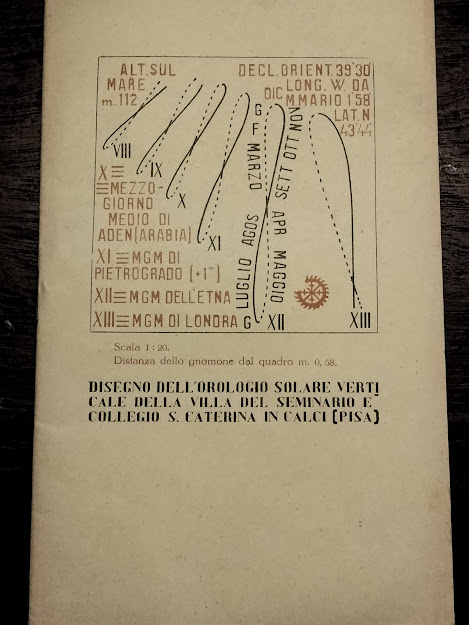 ALT. SUL
MARE
m. 112
DECL. ORIENT. 39°30'
LONG. W. DA
M. MARIO 1°58'
LAT. N
43°44'
DIC
G
F
MARZO
AGOS
LUGLIO
G
NOV
OTT
SETT
APR
MAGGIO
VIII
IX
X
XI
XII
XIII
X ≡
≡ MEZZO-
GIORNO
MEDIO DI
ADEN (ARABIA)
XI ≡ MGM DI
PIETROGRADO (+1ᵐ)
XII ≡ MGM DELL'ETNA
XIII ≡ MGM DI LONDRA
Scala 1 : 20.
Distanza dello gnomone dal quadro m. 0,58.
DISEGNO DELL'OROLOGIO SOLARE VERTI
CALE DELLA VILLA DEL SEMINARIO E
COLLEGIO S. CATERINA IN CALCI (PISA)